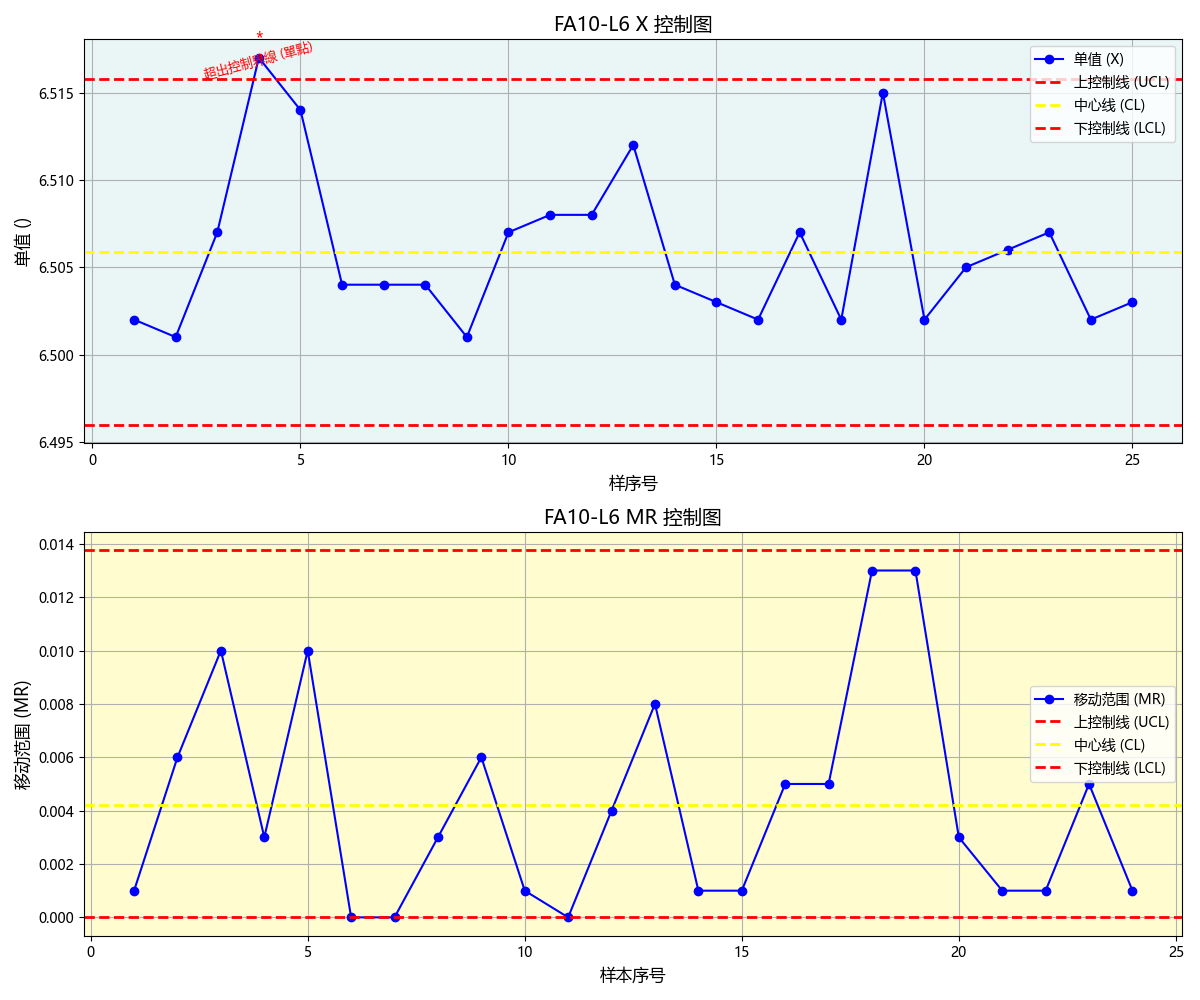 FA10-L6 X 控制图
*
超出控制界線 (單點)
单值 (X)
上控制线 (UCL)
中心线 (CL)
下控制线 (LCL)
单值 ()
6.515
6.510
6.505
6.500
6.495
0 5 10 15 20 25
样序号
FA10-L6 MR 控制图
移动范围 (MR)
0.014
0.012
0.010
0.008
0.006
0.004
0.002
0.000
移动范围 (MR)
上控制线 (UCL)
中心线 (CL)
下控制线 (LCL)
0 5 10 15 20 25
样本序号